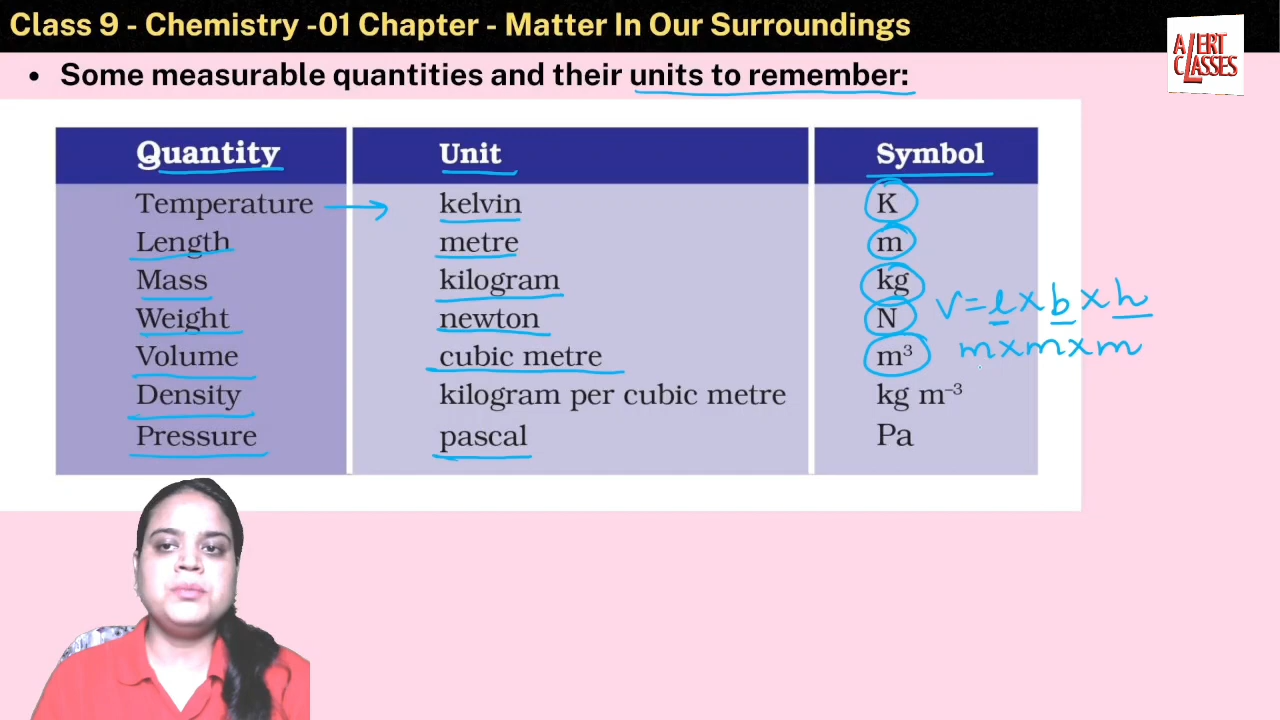 Class 9 - Chemistry -01 Chapter - Matter In Our Surroundings
ALERT
CLASSES
• Some measurable quantities and their units to remember:
Quantity Unit Symbol
Temperature → kelvin K
Length metre m
Mass kilogram kg
Weight newton N
V = l × b × h
Volume cubic metre m³
m × m × m
Density kilogram per cubic metre kg m⁻³
Pressure pascal Pa